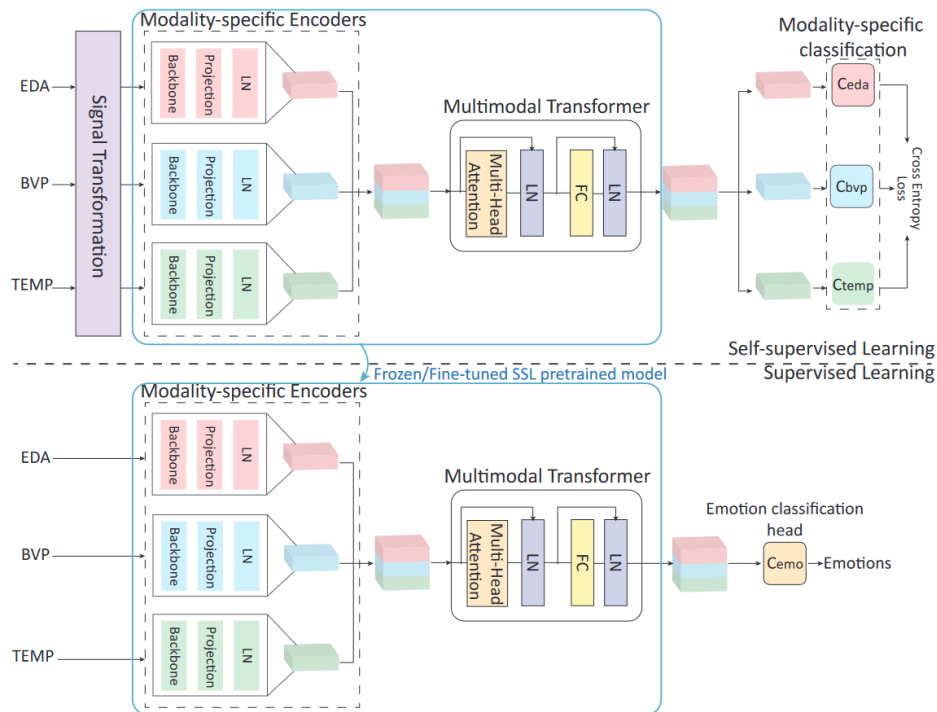 Modality-specific Encoders
Modality-specific
classification
EDA
BVP
TEMP
Signal Transformation
Backbone
Projection
LN
Backbone
Projection
LN
Backbone
Projection
LN
Multimodal Transformer
Multi-Head
Attention
LN
FC
LN
Ceda
Cbvp
Ctemp
Cross Entropy
Loss
Self-supervised Learning
Supervised Learning
Frozen/Fine-tuned SSL pretrained model
Modality-specific Encoders
EDA
BVP
TEMP
Backbone
Projection
LN
Backbone
Projection
LN
Backbone
Projection
LN
Multimodal Transformer
Multi-Head
Attention
LN
FC
LN
Emotion classification
head
Cemo
Emotions